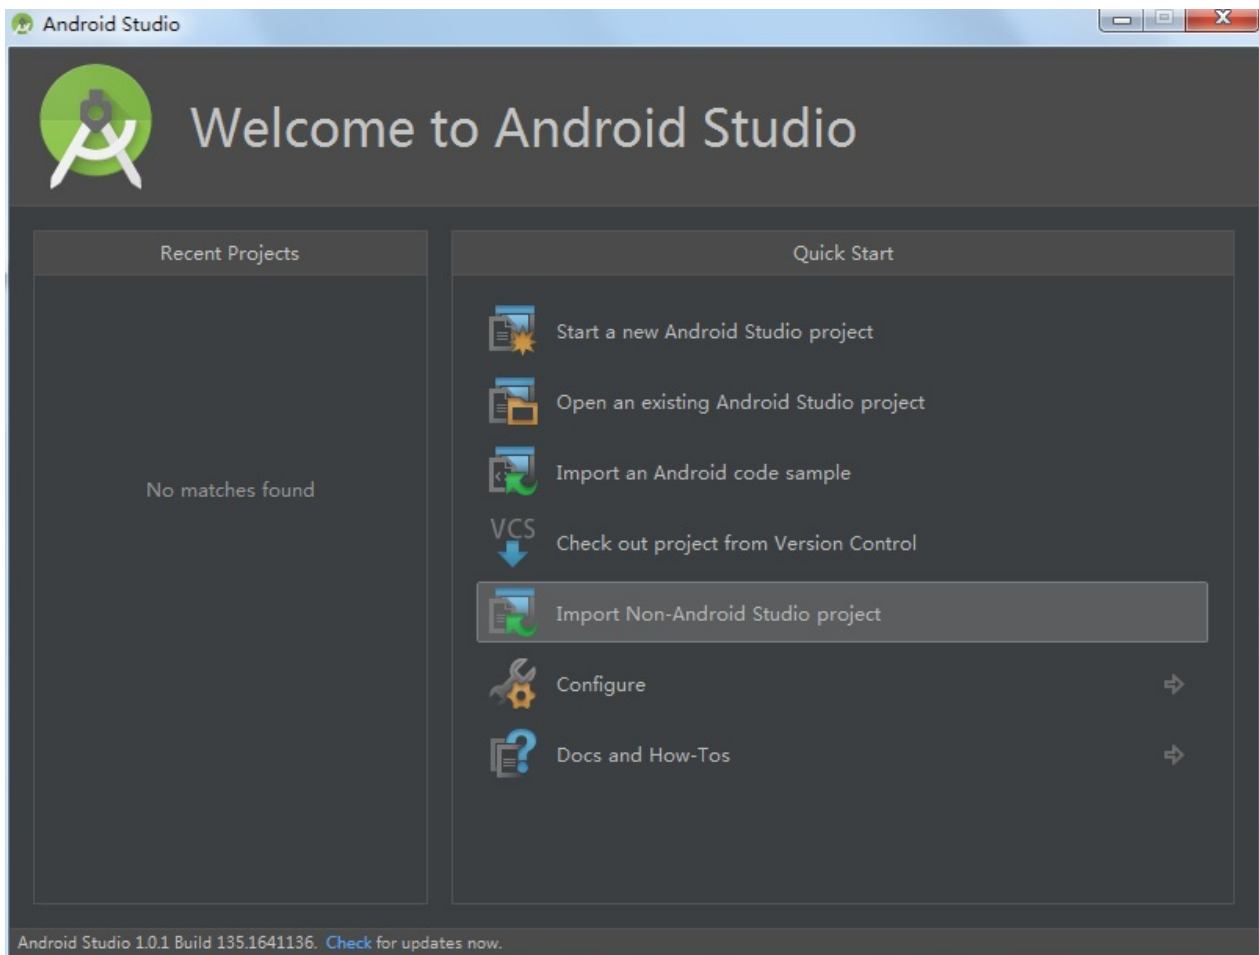 Android Studio
Welcome to Android Studio
Recent Projects
No matches found
Quick Start
Start a new Android Studio project
Open an existing Android Studio project
Import an Android code sample
VCS
Check out project from Version Control
Import Non-Android Studio project
Configure
Docs and How-Tos
Android Studio 1.0.1 Build 135.1641136. Check for updates now.